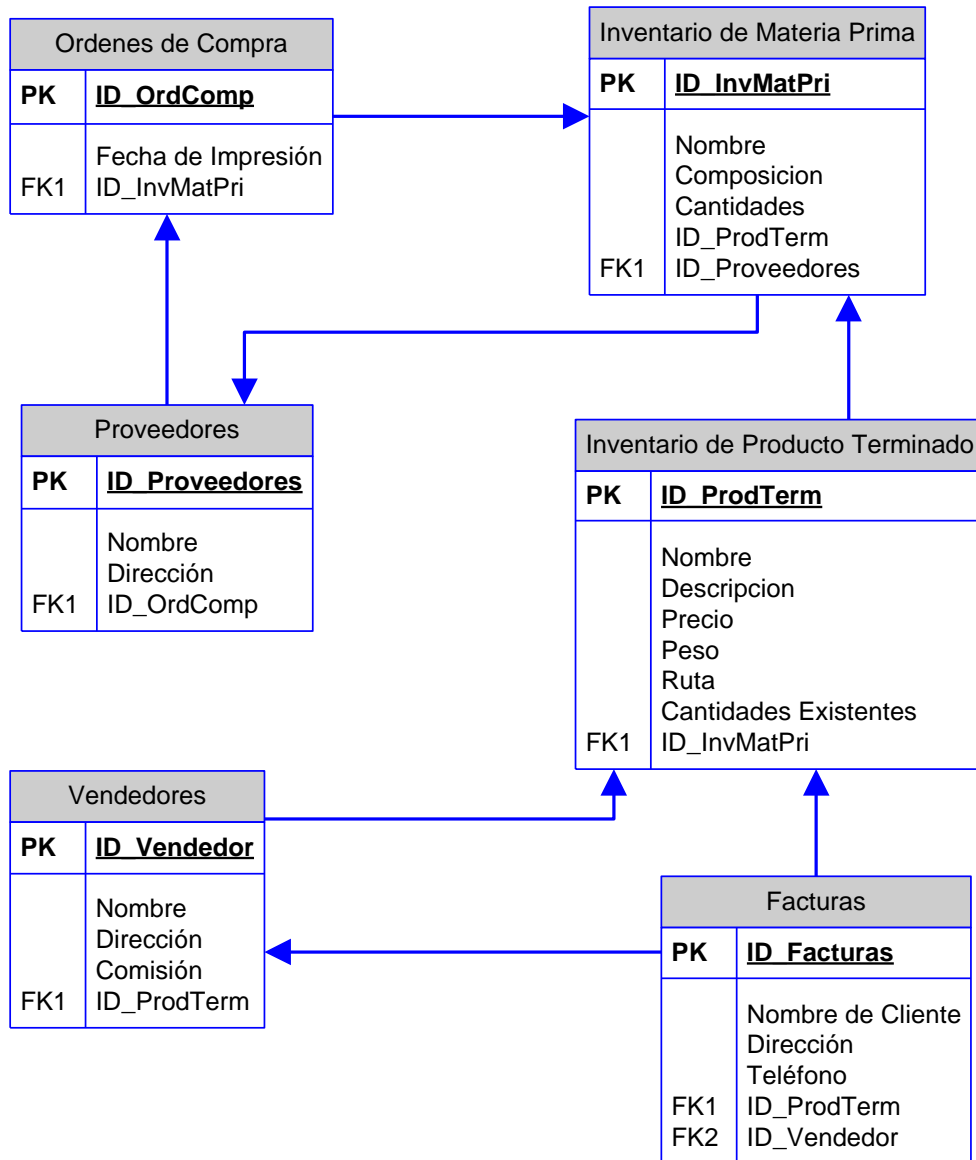 Ordenes de Compra
PK ID_OrdComp
Fecha de Impresión
FK1 ID_InvMatPri
Inventario de Materia Prima
PK ID_InvMatPri
Nombre
Composicion
Cantidades
ID_ProdTerm
FK1 ID_Proveedores
Proveedores
PK ID_Proveedores
Nombre
Dirección
FK1 ID_OrdComp
Inventario de Producto Terminado
PK ID_ProdTerm
Nombre
Descripcion
Precio
Peso
Ruta
Cantidades Existentes
FK1 ID_InvMatPri
Vendedores
PK ID_Vendedor
Nombre
Dirección
Comisión
FK1 ID_ProdTerm
Facturas
PK ID_Facturas
Nombre de Cliente
Dirección
Teléfono
FK1 ID_ProdTerm
FK2 ID_Vendedor